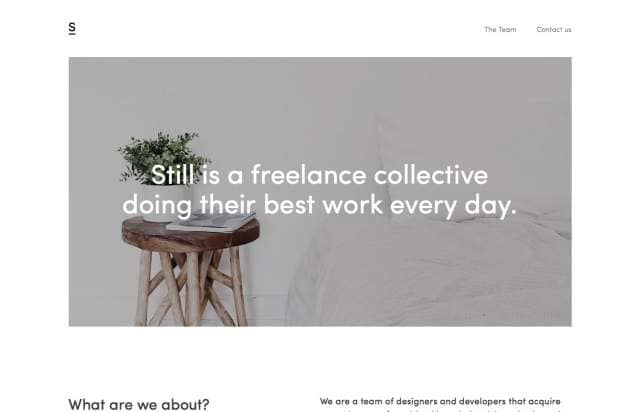 S
The Team
Contact us
Still is a freelance collective
doing their best work every day.
What are we about?
We are a team of designers and developers that acquire